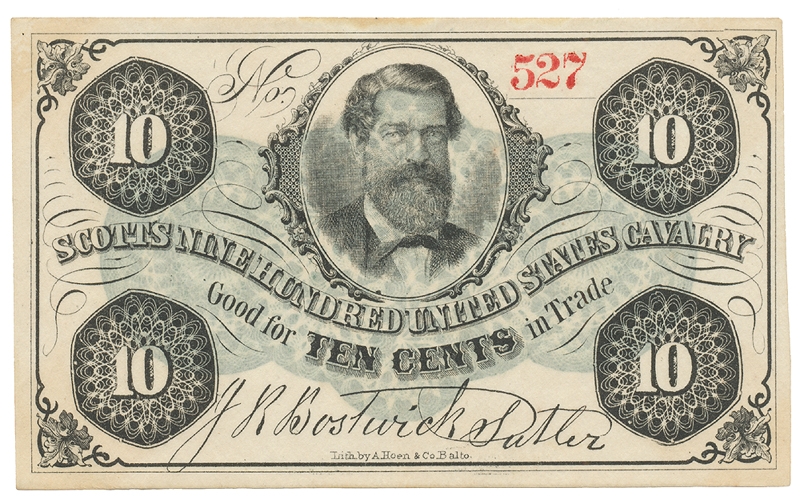 No. 527
10 10
SCOTTS NINE HUNDRED UNITED STATES CAVALRY
Good for TEN CENTS in Trade
10 10
J R Bostwick Sutler
Lith. by A. Hoen & Co. Balto.